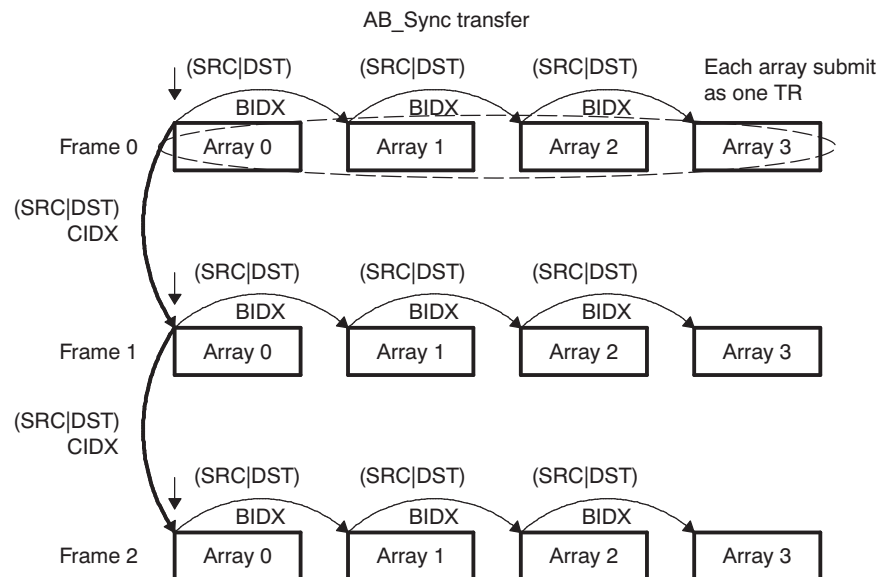 AB_Sync transfer
(SRC|DST) (SRC|DST) (SRC|DST) Each array submit
as one TR
BIDX BIDX BIDX
Frame 0 Array 0 Array 1 Array 2 Array 3
(SRC|DST)
CIDX
(SRC|DST) (SRC|DST) (SRC|DST)
BIDX BIDX BIDX
Frame 1 Array 0 Array 1 Array 2 Array 3
(SRC|DST)
CIDX
(SRC|DST) (SRC|DST) (SRC|DST)
BIDX BIDX BIDX
Frame 2 Array 0 Array 1 Array 2 Array 3